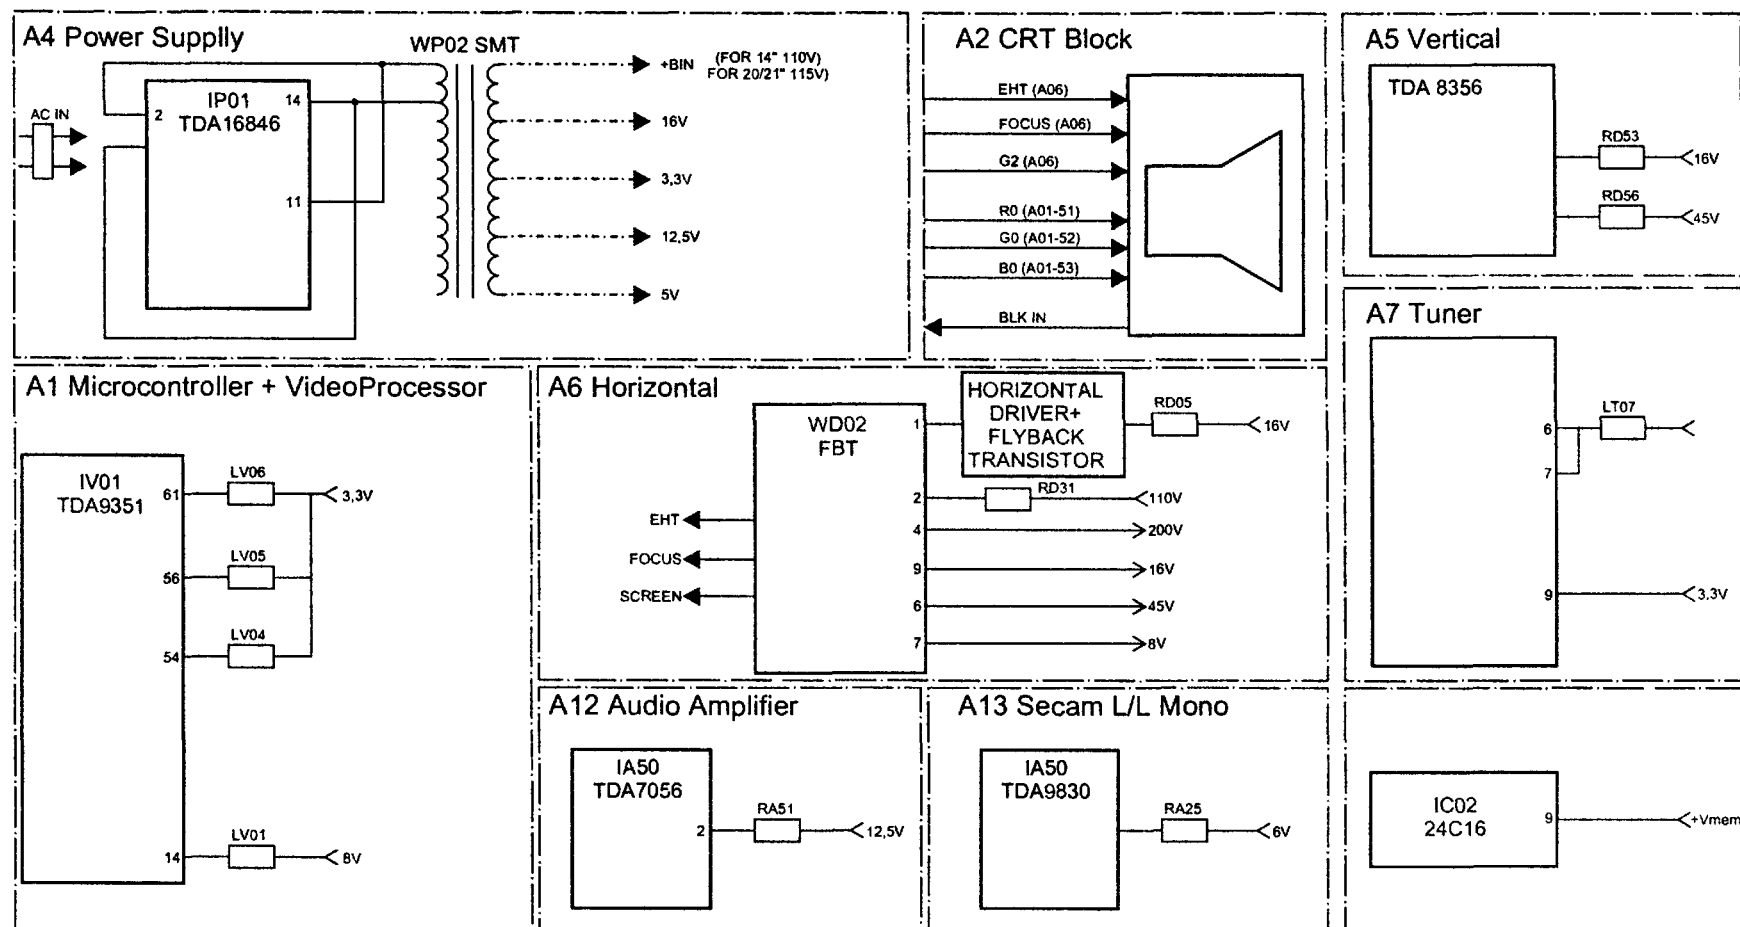 A4 Power Supplly
WP02 SMT
+BIN
(FOR 14" 110V)
FOR 20/21" 115V)
AC IN
2
IP01
14
TDA16846
11
16V
3,3V
12,5V
5V
A2 CRT Block
EHT (A06)
FOCUS (A06)
G2 (A06)
R0 (A01-51)
G0 (A01-52)
B0 (A01-53)
BLK IN
A5 Vertical
TDA 8356
RD53
16V
RD56
45V
A7 Tuner
6
LT07
7
9
3,3V
A1 Microcontroller + VideoProcessor
IV01
TDA9351
61
LV06
3,3V
56
LV05
54
LV04
14
LV01
8V
A6 Horizontal
WD02
FBT
1
HORIZONTAL
DRIVER+
FLYBACK
TRANSISTOR
RD05
16V
2
RD31
110V
4
200V
9
16V
6
45V
7
8V
EHT
FOCUS
SCREEN
A12 Audio Amplifier
IA50
TDA7056
2
RA51
12,5V
A13 Secam L/L Mono
IA50
TDA9830
RA25
6V
IC02
24C16
9
+Vmem